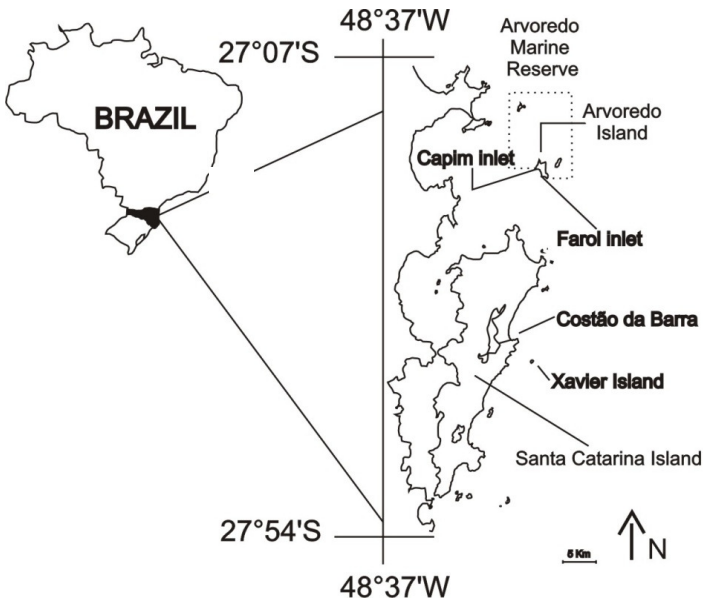 48°37'W
27°07'S
Arvoredo
Marine
Reserve
BRAZIL
Arvoredo
Island
Capim inlet
Farol inlet
Costão da Barra
Xavier Island
Santa Catarina Island
27°54'S
5 Km
N
48°37'W